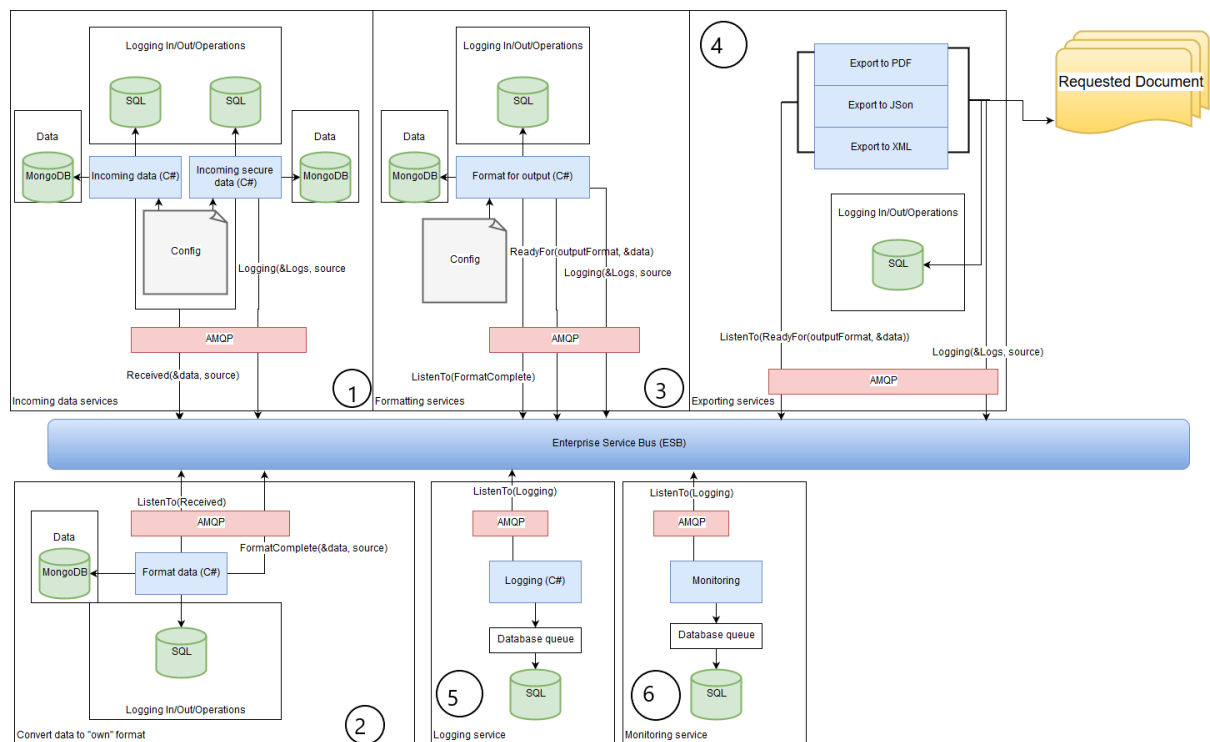 Logging In/Out/Operations
SQL
SQL
Data
MongoDB
Incoming data (C#)
Incoming secure
data (C#)
Data
MongoDB
Config
Logging(&Logs, source
AMQP
Received(&data, source)
1
Incoming data services
Logging In/Out/Operations
SQL
Data
MongoDB
Format for output (C#)
Config
ReadyFor(outputFormat, &data)
Logging(&Logs, source
AMQP
ListenTo(FormatComplete)
3
Formatting services
4
Export to PDF
Export to JSon
Export to XML
Requested Document
Logging In/Out/Operations
SQL
ListenTo(ReadyFor(outputFormat, &data))
Logging(&Logs, source)
AMQP
Exporting services
Enterprise Service Bus (ESB)
ListenTo(Received)
AMQP
FormatComplete(&data, source)
Data
MongoDB
Format data (C#)
SQL
Logging In/Out/Operations
2
Convert data to "own" format
ListenTo(Logging)
AMQP
Logging (C#)
Database queue
SQL
5
Logging service
ListenTo(Logging)
AMQP
Monitoring
Database queue
SQL
6
Monitoring service